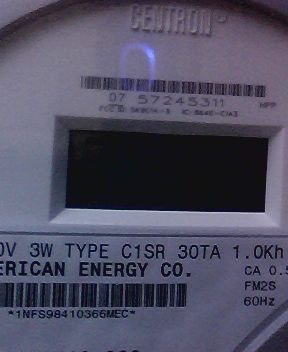 CENTRON
07 57245311 HPP
0V 3W TYPE C1SR 30TA 1.0Kh
ERICAN ENERGY CO. CA 0.5
FM2S
*1NFS98410366MEC* 60Hz